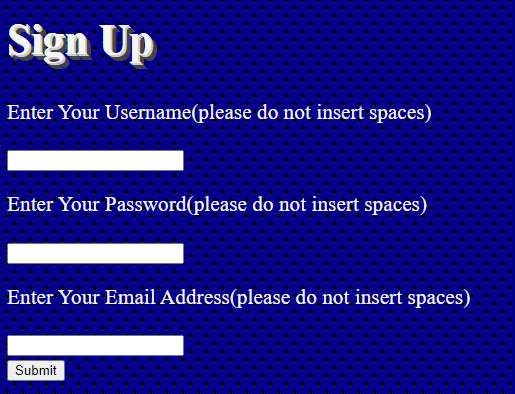 Sign Up
Enter Your Username(please do not insert spaces)
Enter Your Password(please do not insert spaces)
Enter Your Email Address(please do not insert spaces)
Submit